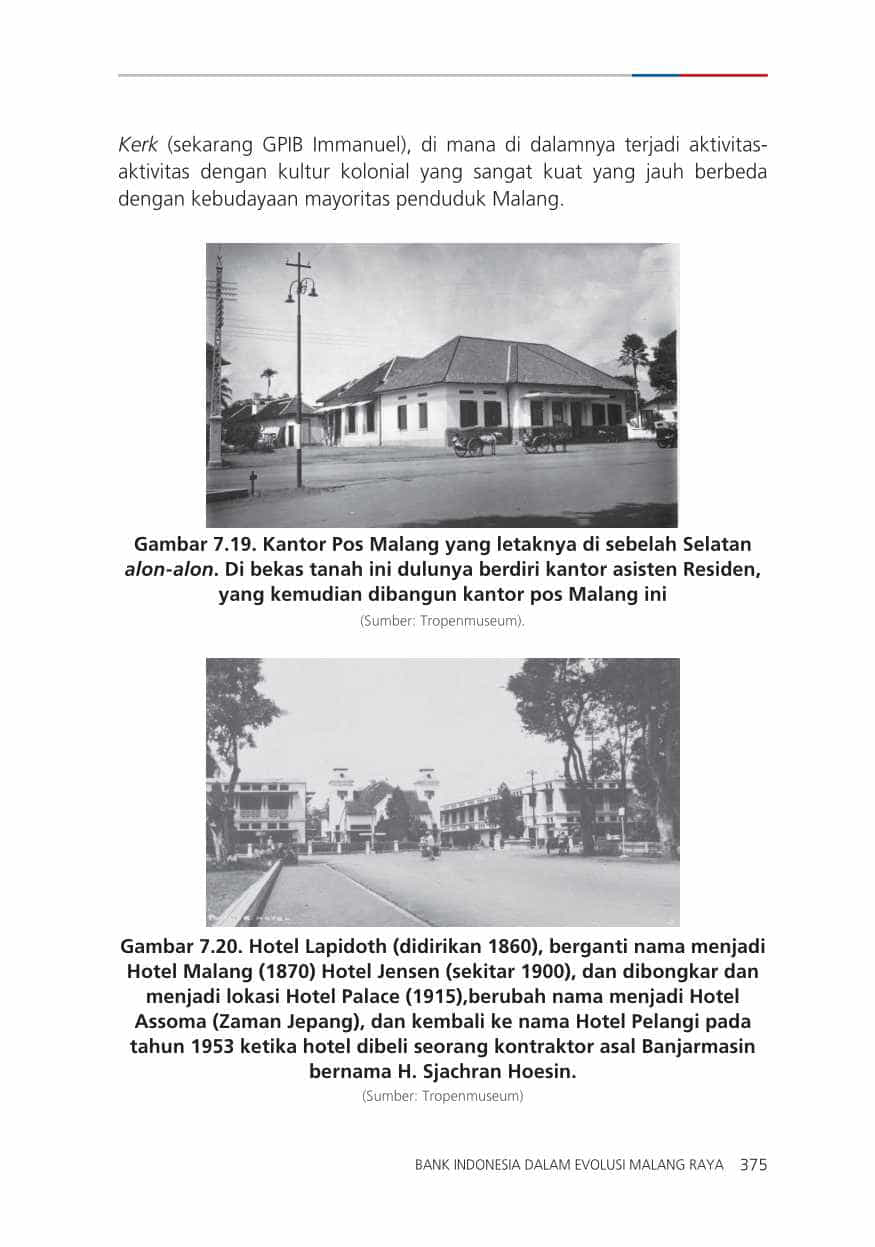 Kerk (sekarang GPIB Immanuel), di mana di dalamnya terjadi aktivitas-
aktivitas dengan kultur kolonial yang sangat kuat yang jauh berbeda
dengan kebudayaan mayoritas penduduk Malang.
Gambar 7.19. Kantor Pos Malang yang letaknya di sebelah Selatan
alon-alon. Di bekas tanah ini dulunya berdiri kantor asisten Residen,
yang kemudian dibangun kantor pos Malang ini
(Sumber: Tropenmuseum).
HOTEL
Gambar 7.20. Hotel Lapidoth (didirikan 1860), berganti nama menjadi
Hotel Malang (1870) Hotel Jensen (sekitar 1900), dan dibongkar dan
menjadi lokasi Hotel Palace (1915),berubah nama menjadi Hotel
Assoma (Zaman Jepang), dan kembali ke nama Hotel Pelangi pada
tahun 1953 ketika hotel dibeli seorang kontraktor asal Banjarmasin
bernama H. Sjachran Hoesin.
(Sumber: Tropenmuseum)
BANK INDONESIA DALAM EVOLUSI MALANG RAYA 375